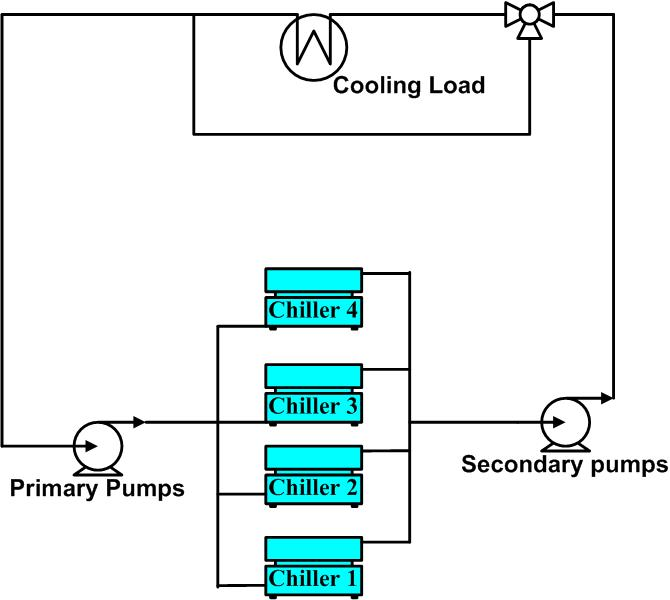 Cooling Load
Chiller 4
Chiller 3
Secondary pumps
Primary Pumps
Chiller 2
Chiller 1